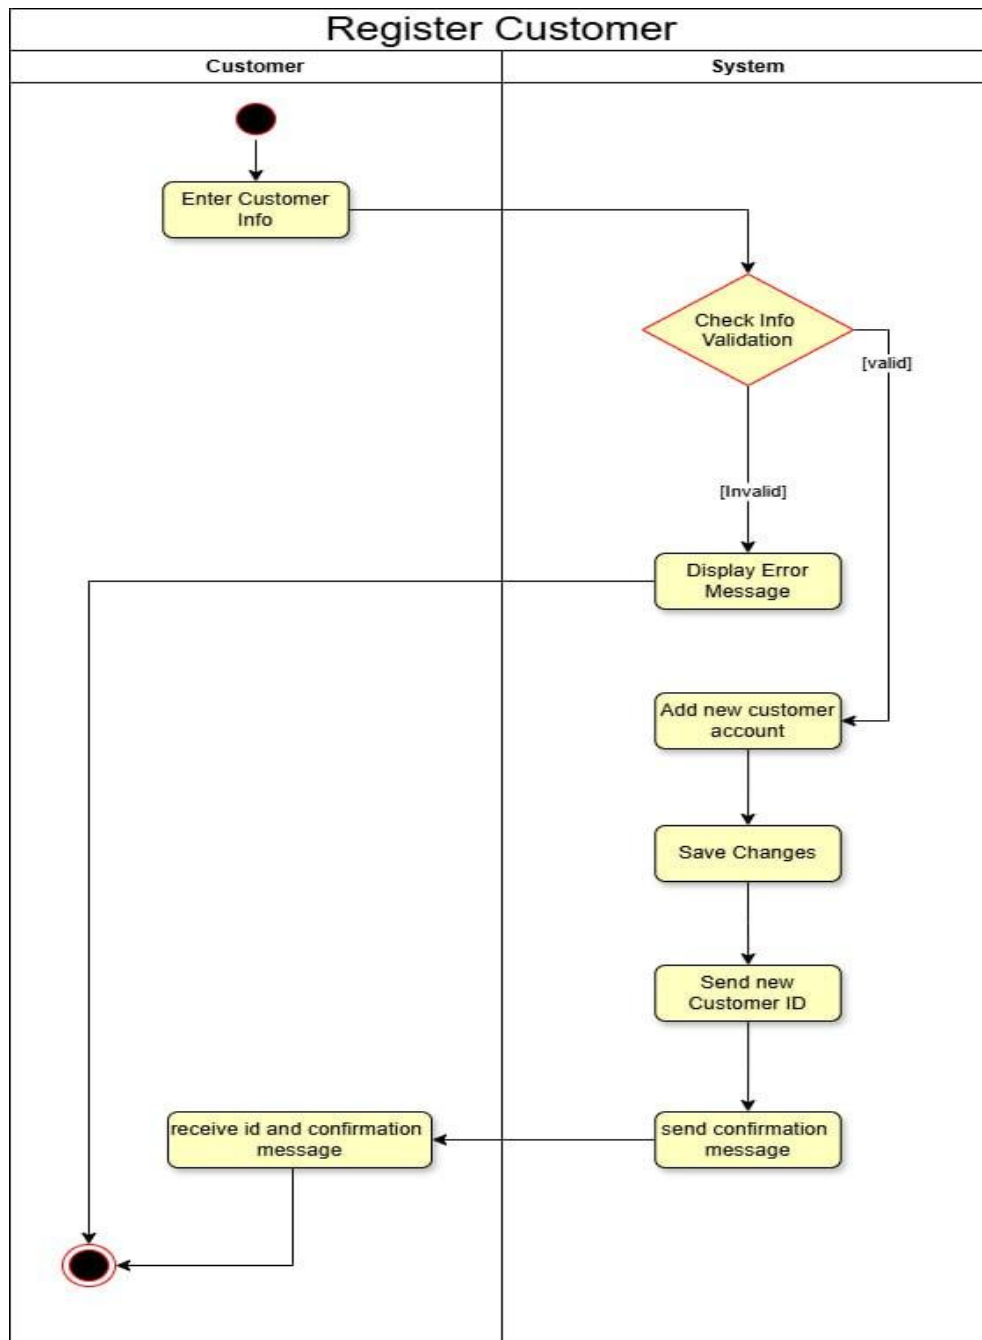 Register Customer
Customer
System
Enter Customer
Info
Check Info
Validation
[valid]
[Invalid]
Display Error
Message
Add new customer
account
Save Changes
Send new
Customer ID
receive id and confirmation
message
send confirmation
message